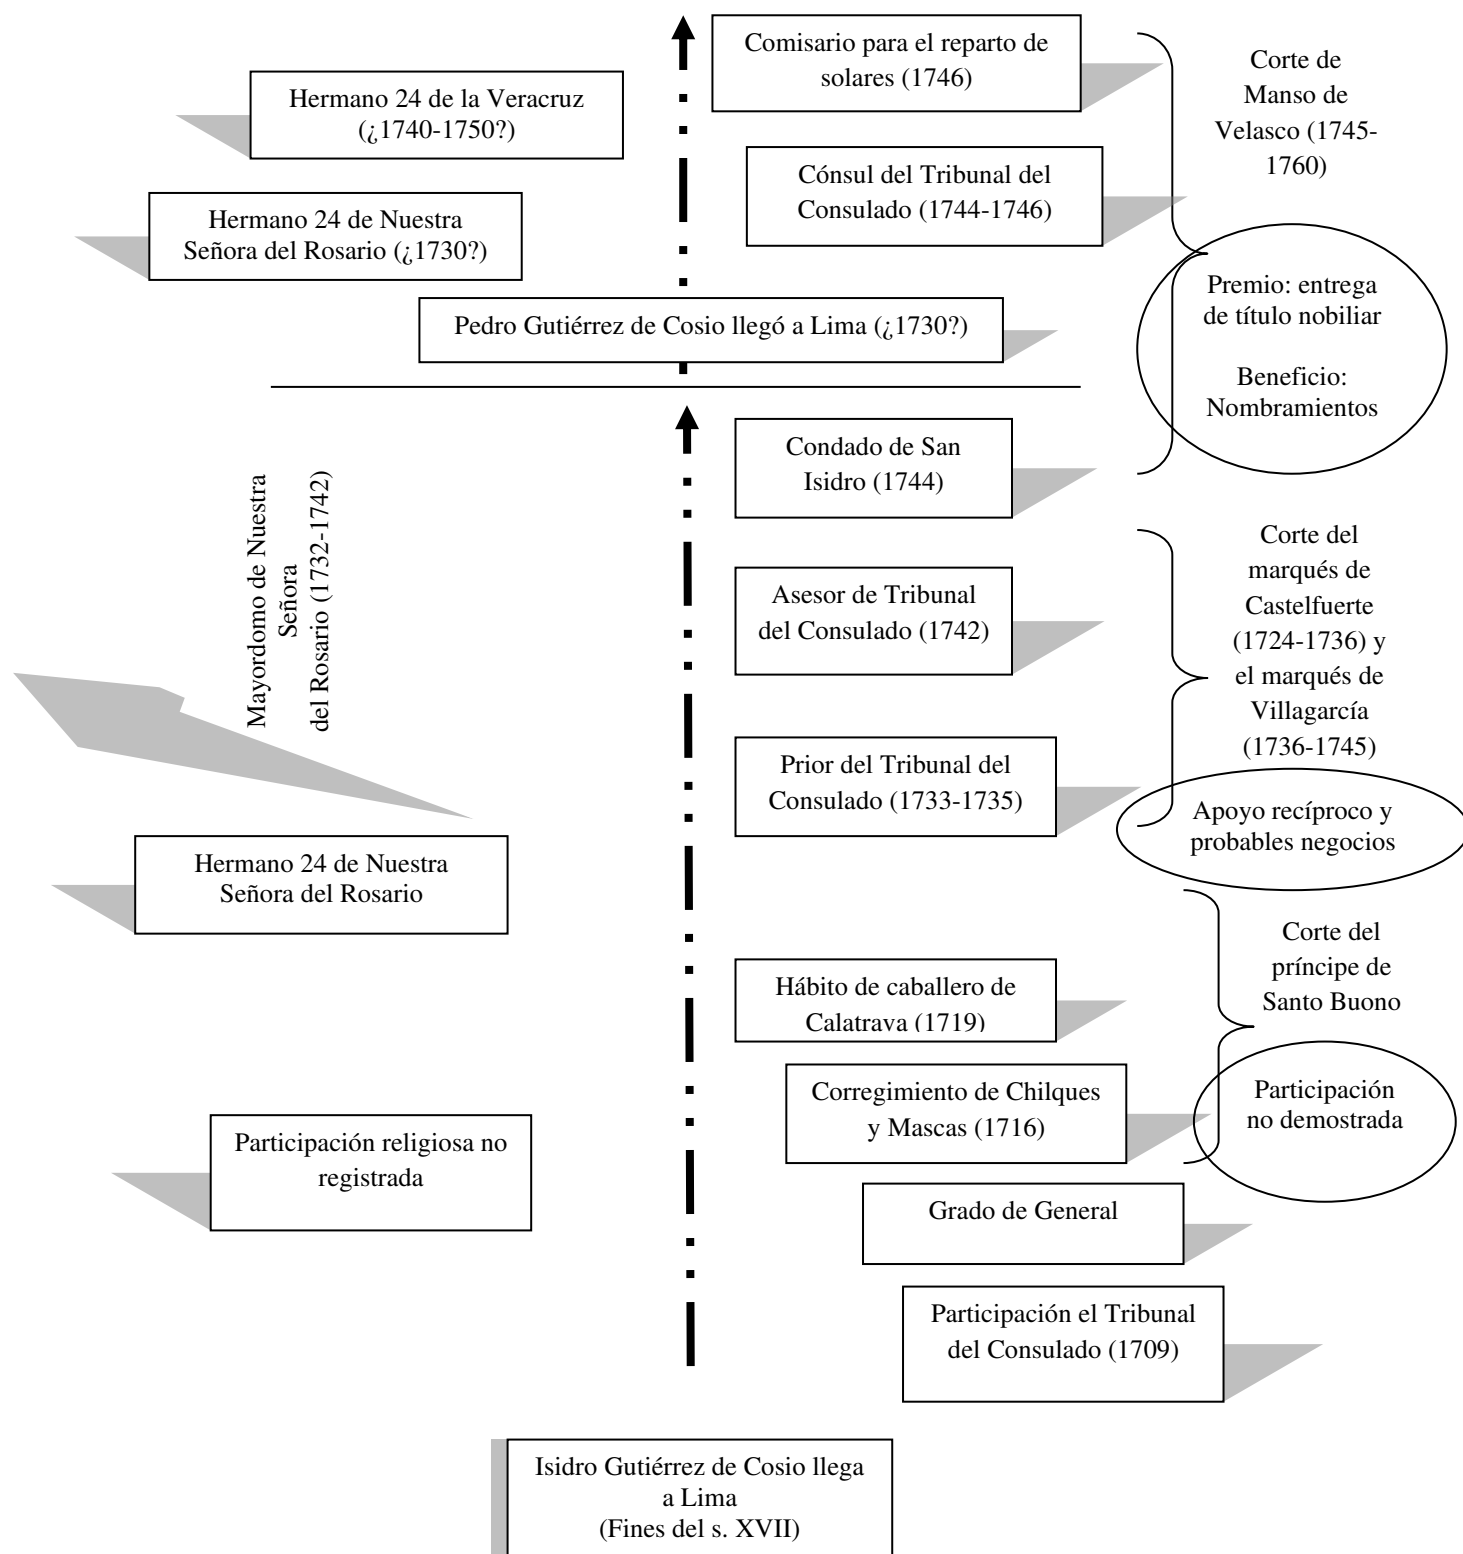 Comisario para el reparto de
solares (1746)
Corte de
Manso de
Velasco (1745-
1760)
Hermano 24 de la Veracruz
(¿1740-1750?)
Cónsul del Tribunal del
Consulado (1744-1746)
Hermano 24 de Nuestra
Señora del Rosario (¿1730?)
Premio: entrega
de título nobiliar
Beneficio:
Nombramientos
Pedro Gutiérrez de Cosio llegó a Lima (¿1730?)
Condado de San
Isidro (1744)
Mayordomo de Nuestra
Señora
del Rosario (1732-1742)
Corte del
marqués de
Castelfuerte
(1724-1736) y
el marqués de
Villagarcía
(1736-1745)
Asesor de Tribunal
del Consulado (1742)
Prior del Tribunal del
Consulado (1733-1735)
Apoyo recíproco y
probables negocios
Hermano 24 de Nuestra
Señora del Rosario
Corte del
príncipe de
Santo Buono
Hábito de caballero de
Calatrava (1719)
Corregimiento de Chilques
y Mascas (1716)
Participación
no demostrada
Participación religiosa no
registrada
Grado de General
Participación el Tribunal
del Consulado (1709)
Isidro Gutiérrez de Cosio llega
a Lima
(Fines del s. XVII)